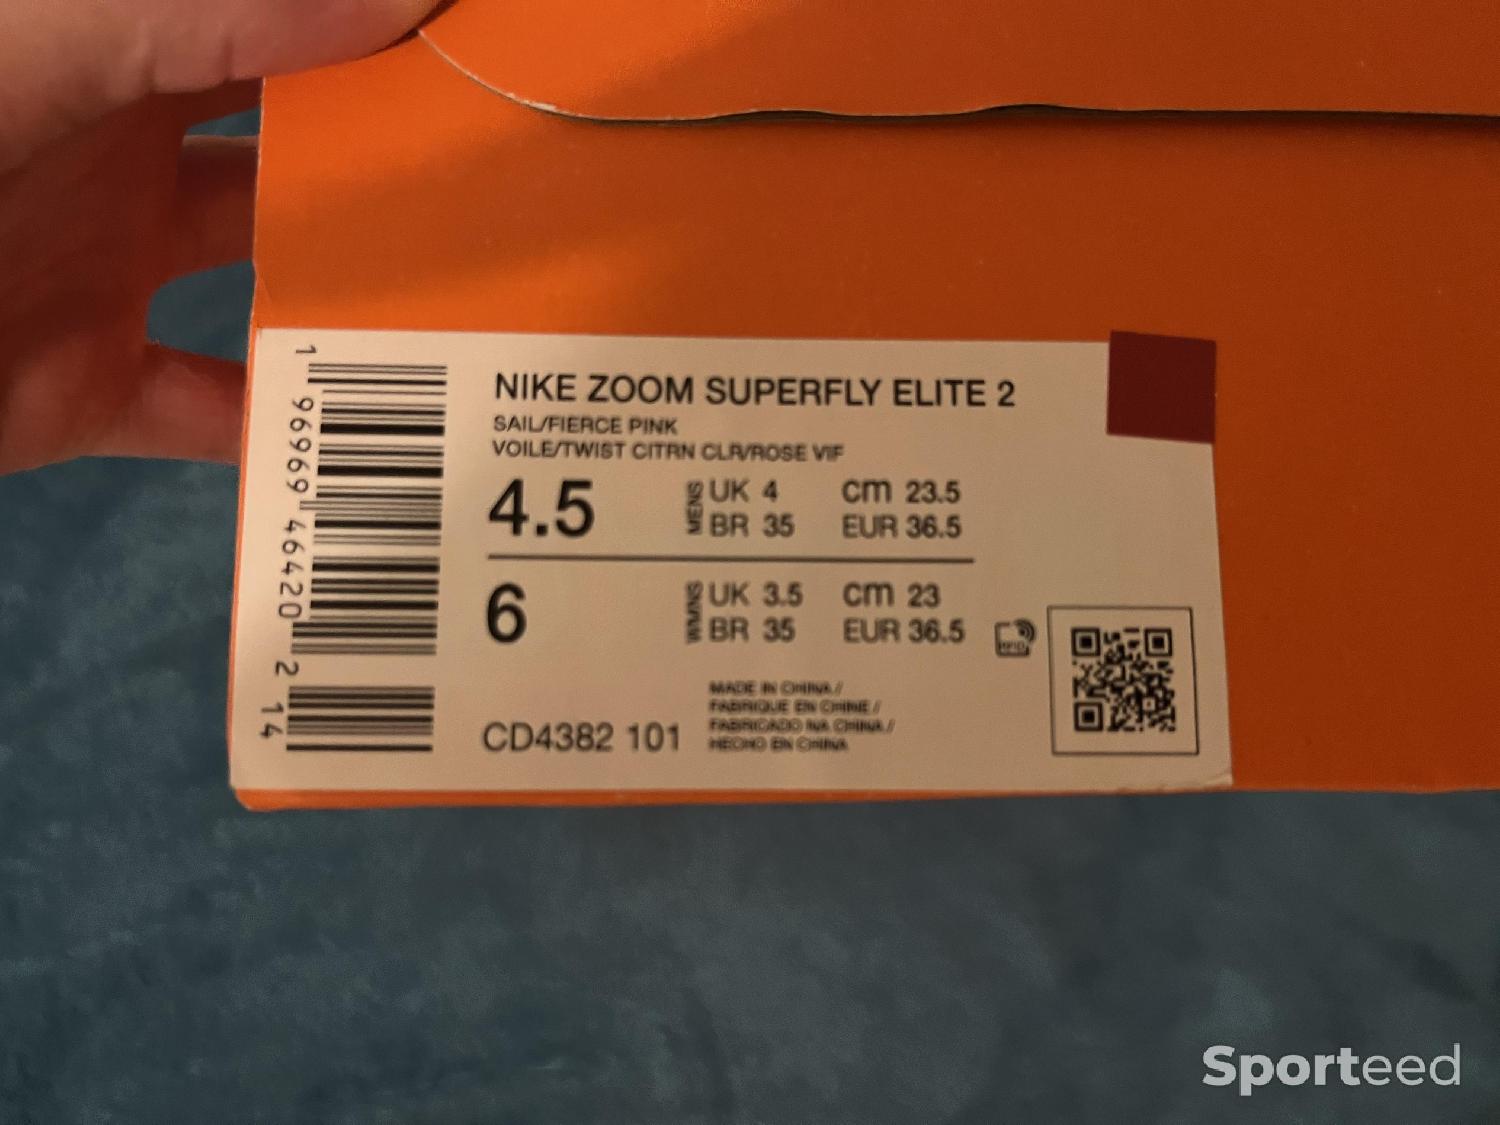 NIKE ZOOM SUPERFLY ELITE 2
SAIL/FIERCE PINK
VOILE/TWIST CITRN CLR/ROSE VIF
4.5 MENS UK 4 cm 23.5
BR 35 EUR 36.5
6 WMNS UK 3.5 cm 23
BR 35 EUR 36.5
RFID
CD4382 101
MADE IN CHINA /
FABRIQUE EN CHINE /
FABRICADO NA CHINA /
HECHO EN CHINA
1 96969 46420 2 14
Sporteed